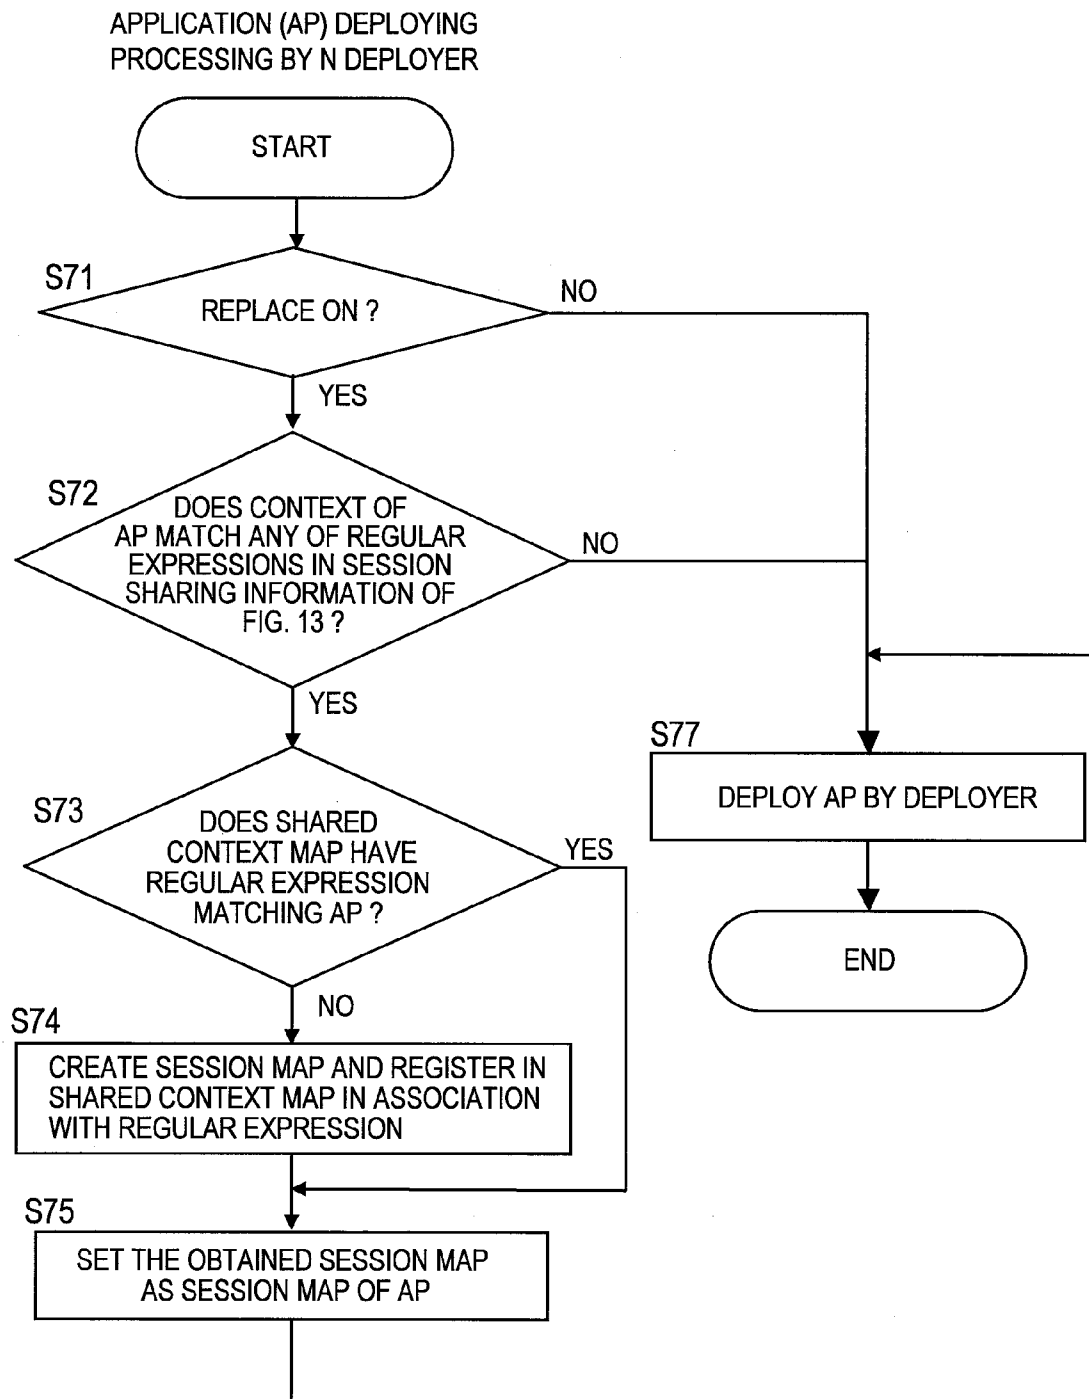 APPLICATION (AP) DEPLOYING
PROCESSING BY N DEPLOYER
START
S71
REPLACE ON ?
NO
YES
S72
DOES CONTEXT OF
AP MATCH ANY OF REGULAR
EXPRESSIONS IN SESSION
SHARING INFORMATION OF
FIG. 13 ?
NO
YES
S73
DOES SHARED
CONTEXT MAP HAVE
REGULAR EXPRESSION
MATCHING AP ?
YES
NO
S74
CREATE SESSION MAP AND REGISTER IN
SHARED CONTEXT MAP IN ASSOCIATION
WITH REGULAR EXPRESSION
S75
SET THE OBTAINED SESSION MAP
AS SESSION MAP OF AP
S77
DEPLOY AP BY DEPLOYER
END